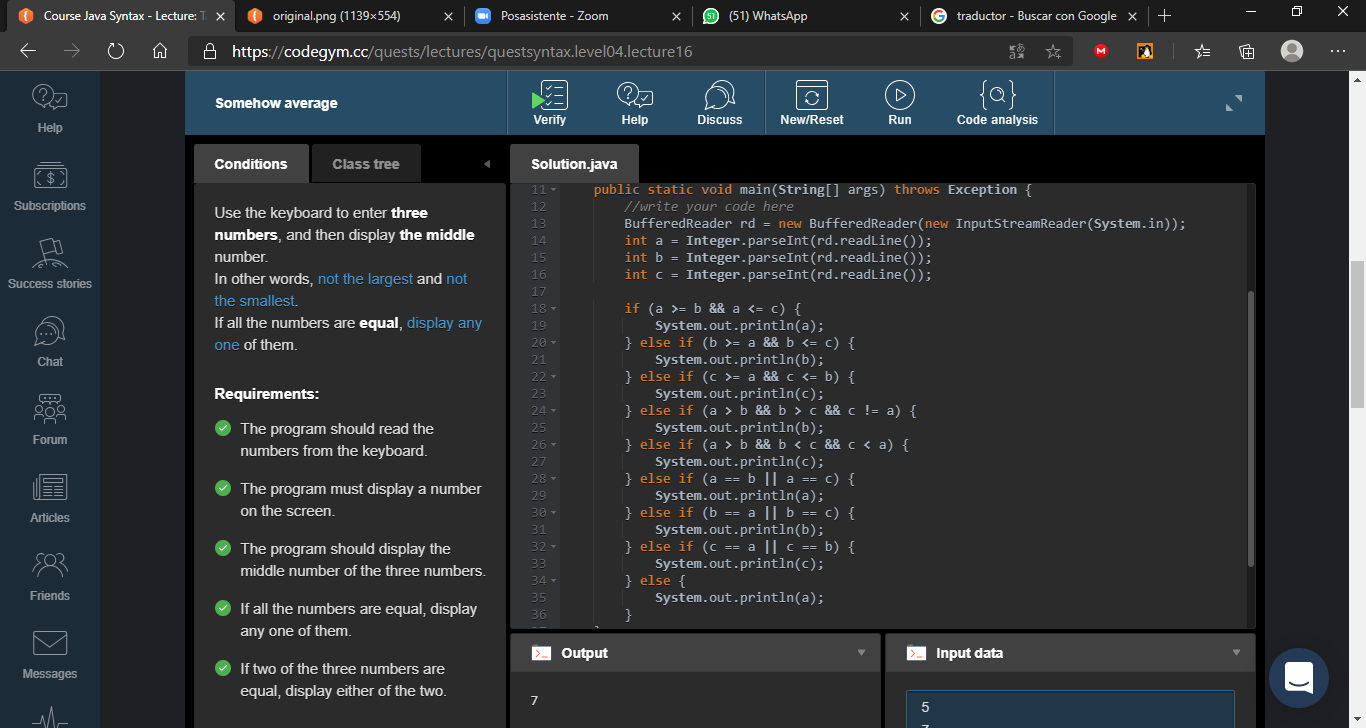 Course Java Syntax - Lecture: T
original.png (1139×554)
Posasistente - Zoom
51
(51) WhatsApp
traductor - Buscar con Google
https://codegym.cc/quests/lectures/questsyntax.level04.lecture16
Help
Subscriptions
Success stories
Chat
Forum
Articles
Friends
Messages
Somehow average
Verify
Help
Discuss
New/Reset
Run
Code analysis
Conditions
Class tree
Use the keyboard to enter three
numbers, and then display the middle
number.
In other words, not the largest and not
the smallest.
If all the numbers are equal, display any
one of them.
Requirements:
The program should read the
numbers from the keyboard.
The program must display a number
on the screen.
The program should display the
middle number of the three numbers.
If all the numbers are equal, display
any one of them.
If two of the three numbers are
equal, display either of the two.
Solution.java
11 public static void main(String[] args) throws Exception {
12 //write your code here
13 BufferedReader rd = new BufferedReader(new InputStreamReader(System.in));
14 int a = Integer.parseInt(rd.readLine());
15 int b = Integer.parseInt(rd.readLine());
16 int c = Integer.parseInt(rd.readLine());
17
18 if (a >= b && a <= c) {
19 System.out.println(a);
20 } else if (b >= a && b <= c) {
21 System.out.println(b);
22 } else if (c >= a && c <= b) {
23 System.out.println(c);
24 } else if (a > b && b > c && c != a) {
25 System.out.println(b);
26 } else if (a > b && b < c && c < a) {
27 System.out.println(c);
28 } else if (a == b || a == c) {
29 System.out.println(a);
30 } else if (b == a || b == c) {
31 System.out.println(b);
32 } else if (c == a || c == b) {
33 System.out.println(c);
34 } else {
35 System.out.println(a);
36 }
Output
7
Input data
5